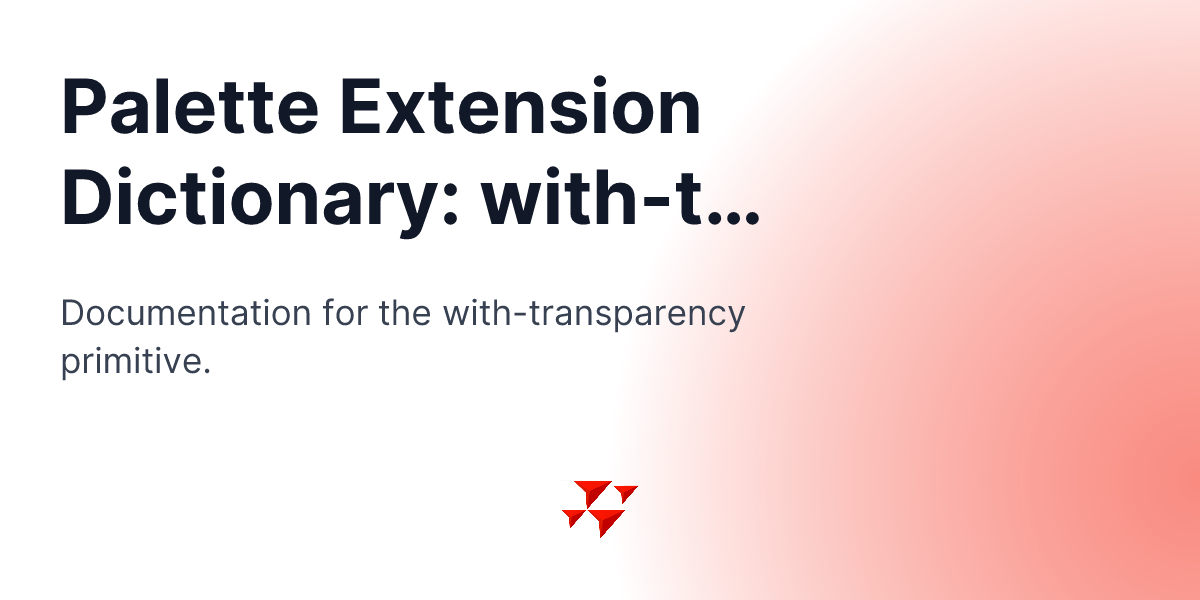 Palette Extension
Dictionary: with-t...
Documentation for the with-transparency
primitive.